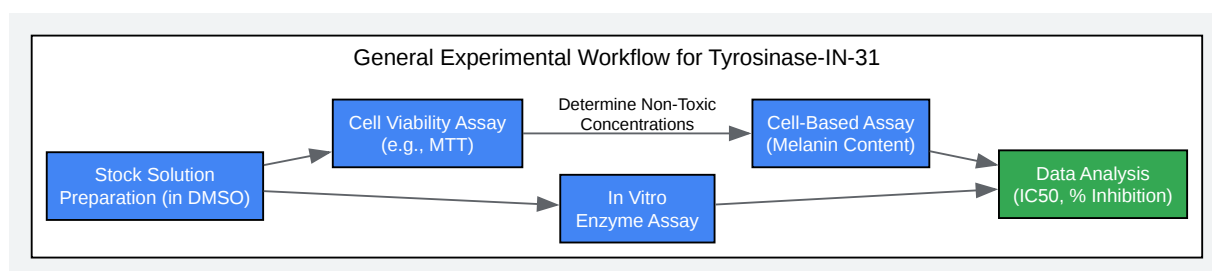 General Experimental Workflow for Tyrosinase-IN-31
Stock Solution
Preparation (in DMSO)
Cell Viability Assay
(e.g., MTT)
Determine Non-Toxic
Concentrations
Cell-Based Assay
(Melanin Content)
In Vitro
Enzyme Assay
Data Analysis
(IC50, % Inhibition)